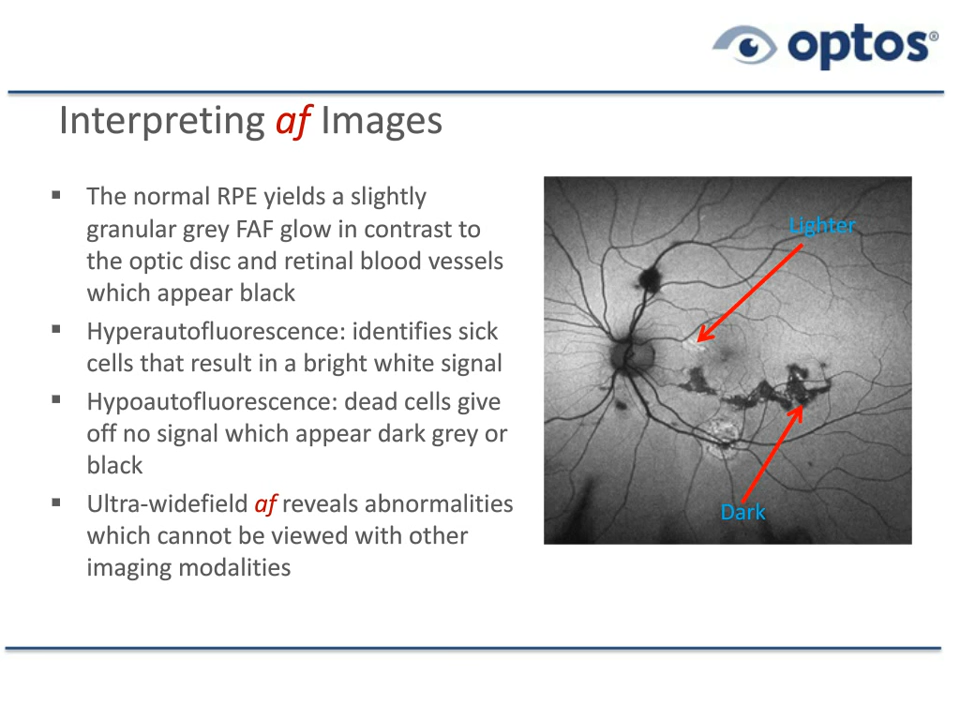 optos®
Interpreting af Images
▪ The normal RPE yields a slightly
granular grey FAF glow in contrast to
the optic disc and retinal blood vessels
which appear black
▪ Hyperautofluorescence: identifies sick
cells that result in a bright white signal
▪ Hypoautofluorescence: dead cells give
off no signal which appear dark grey or
black
▪ Ultra-widefield af reveals abnormalities
which cannot be viewed with other
imaging modalities
Lighter
Dark